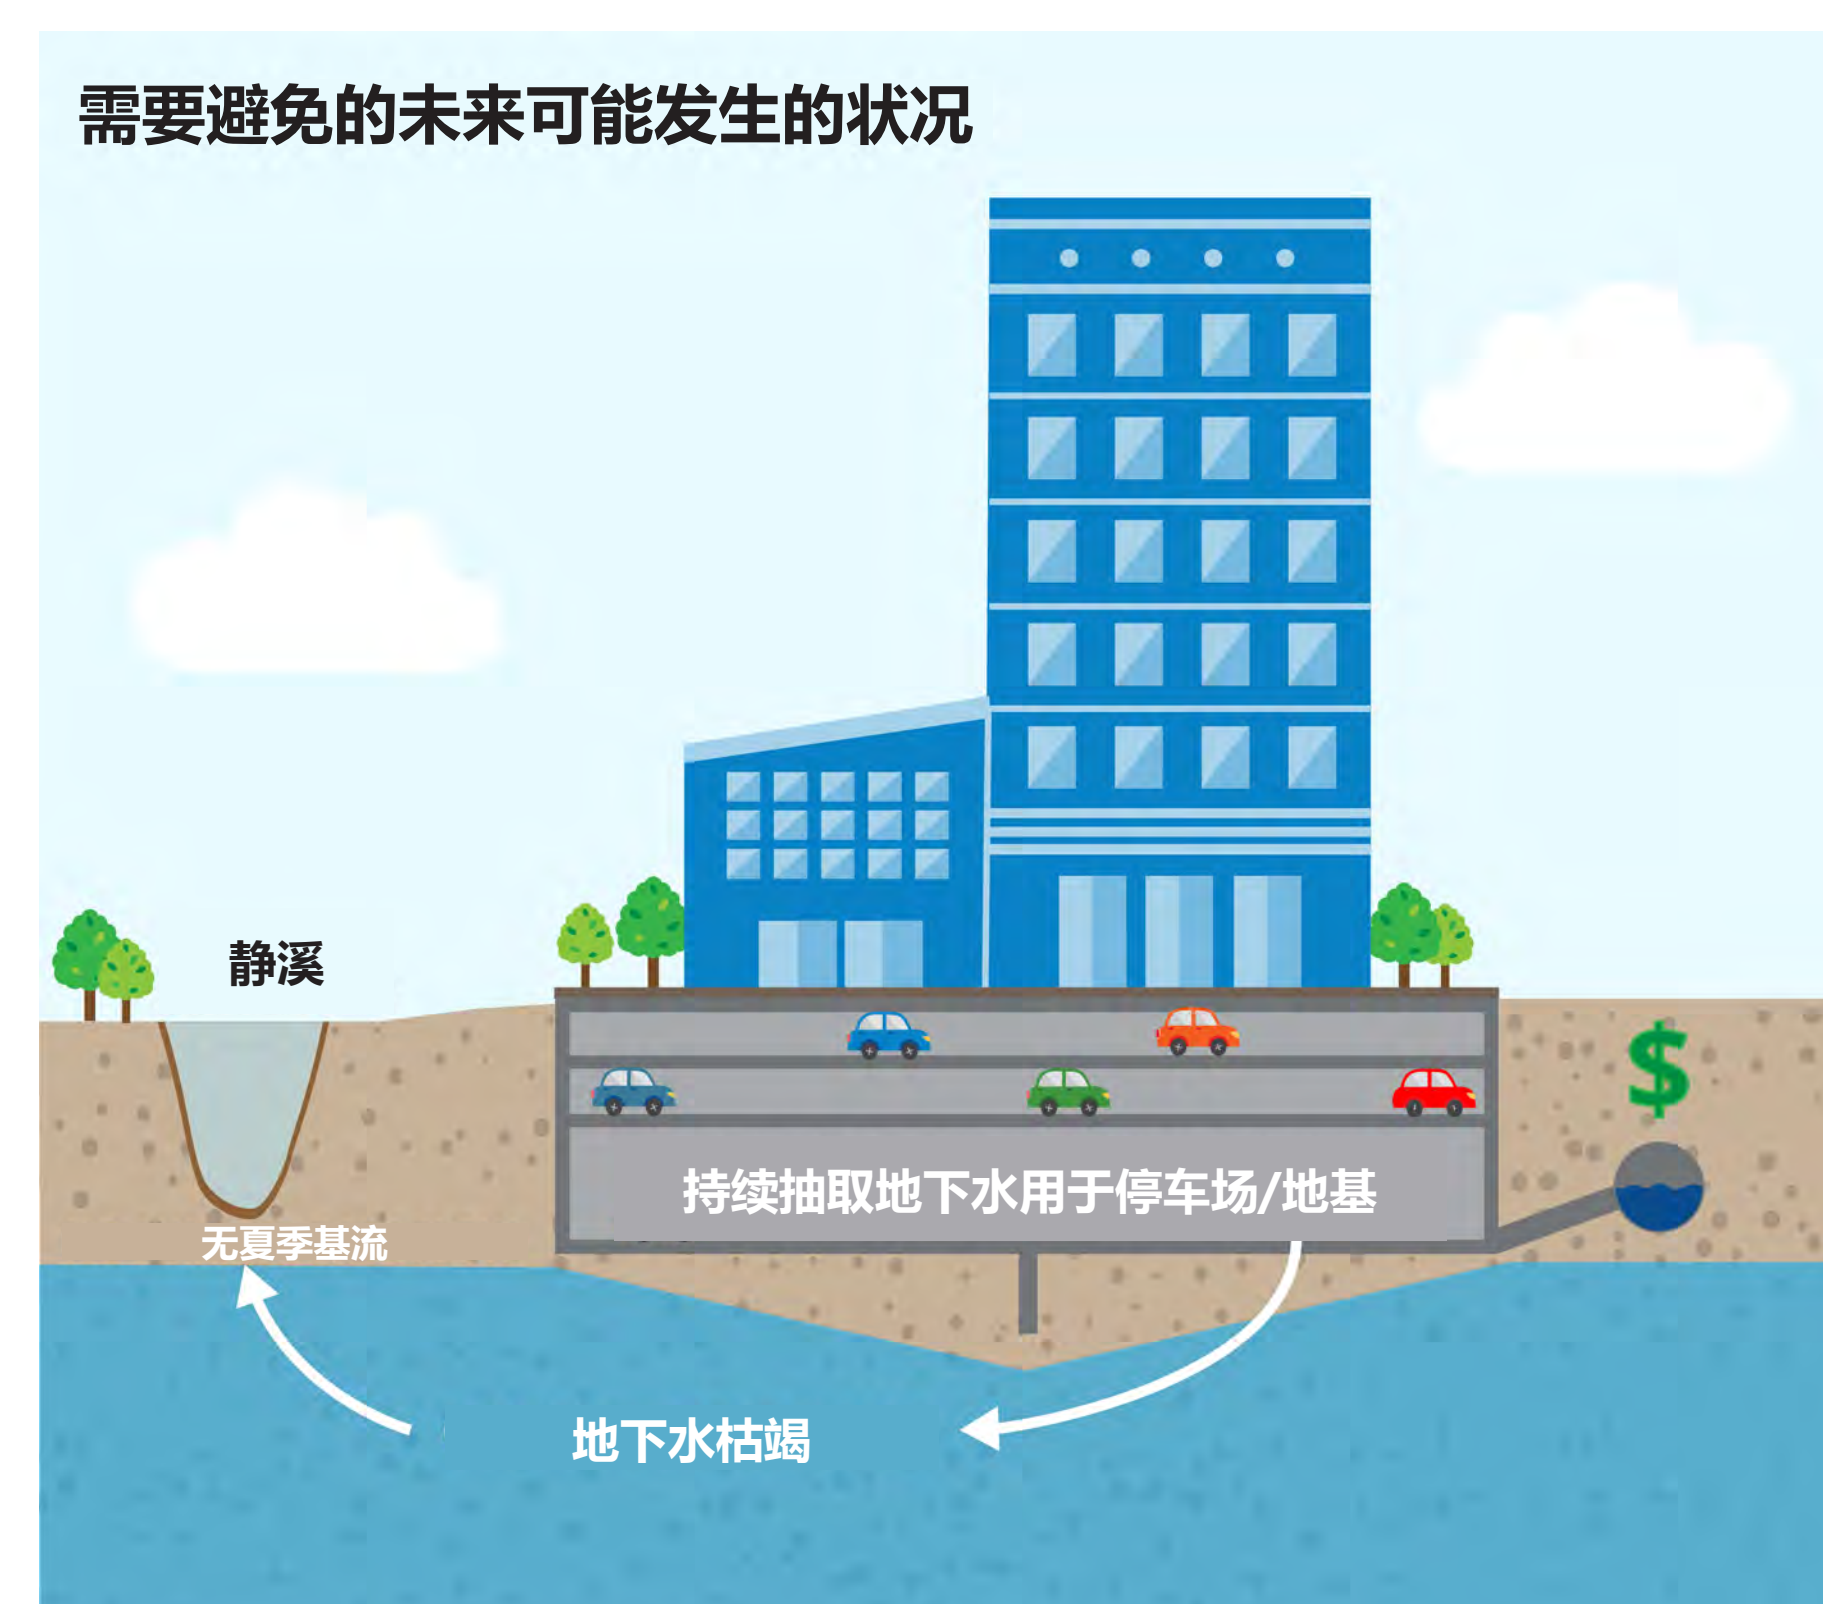 需要避免的未来可能发生的状况
静溪
$
持续抽取地下水用于停车场/地基
无夏季基流
地下水枯竭